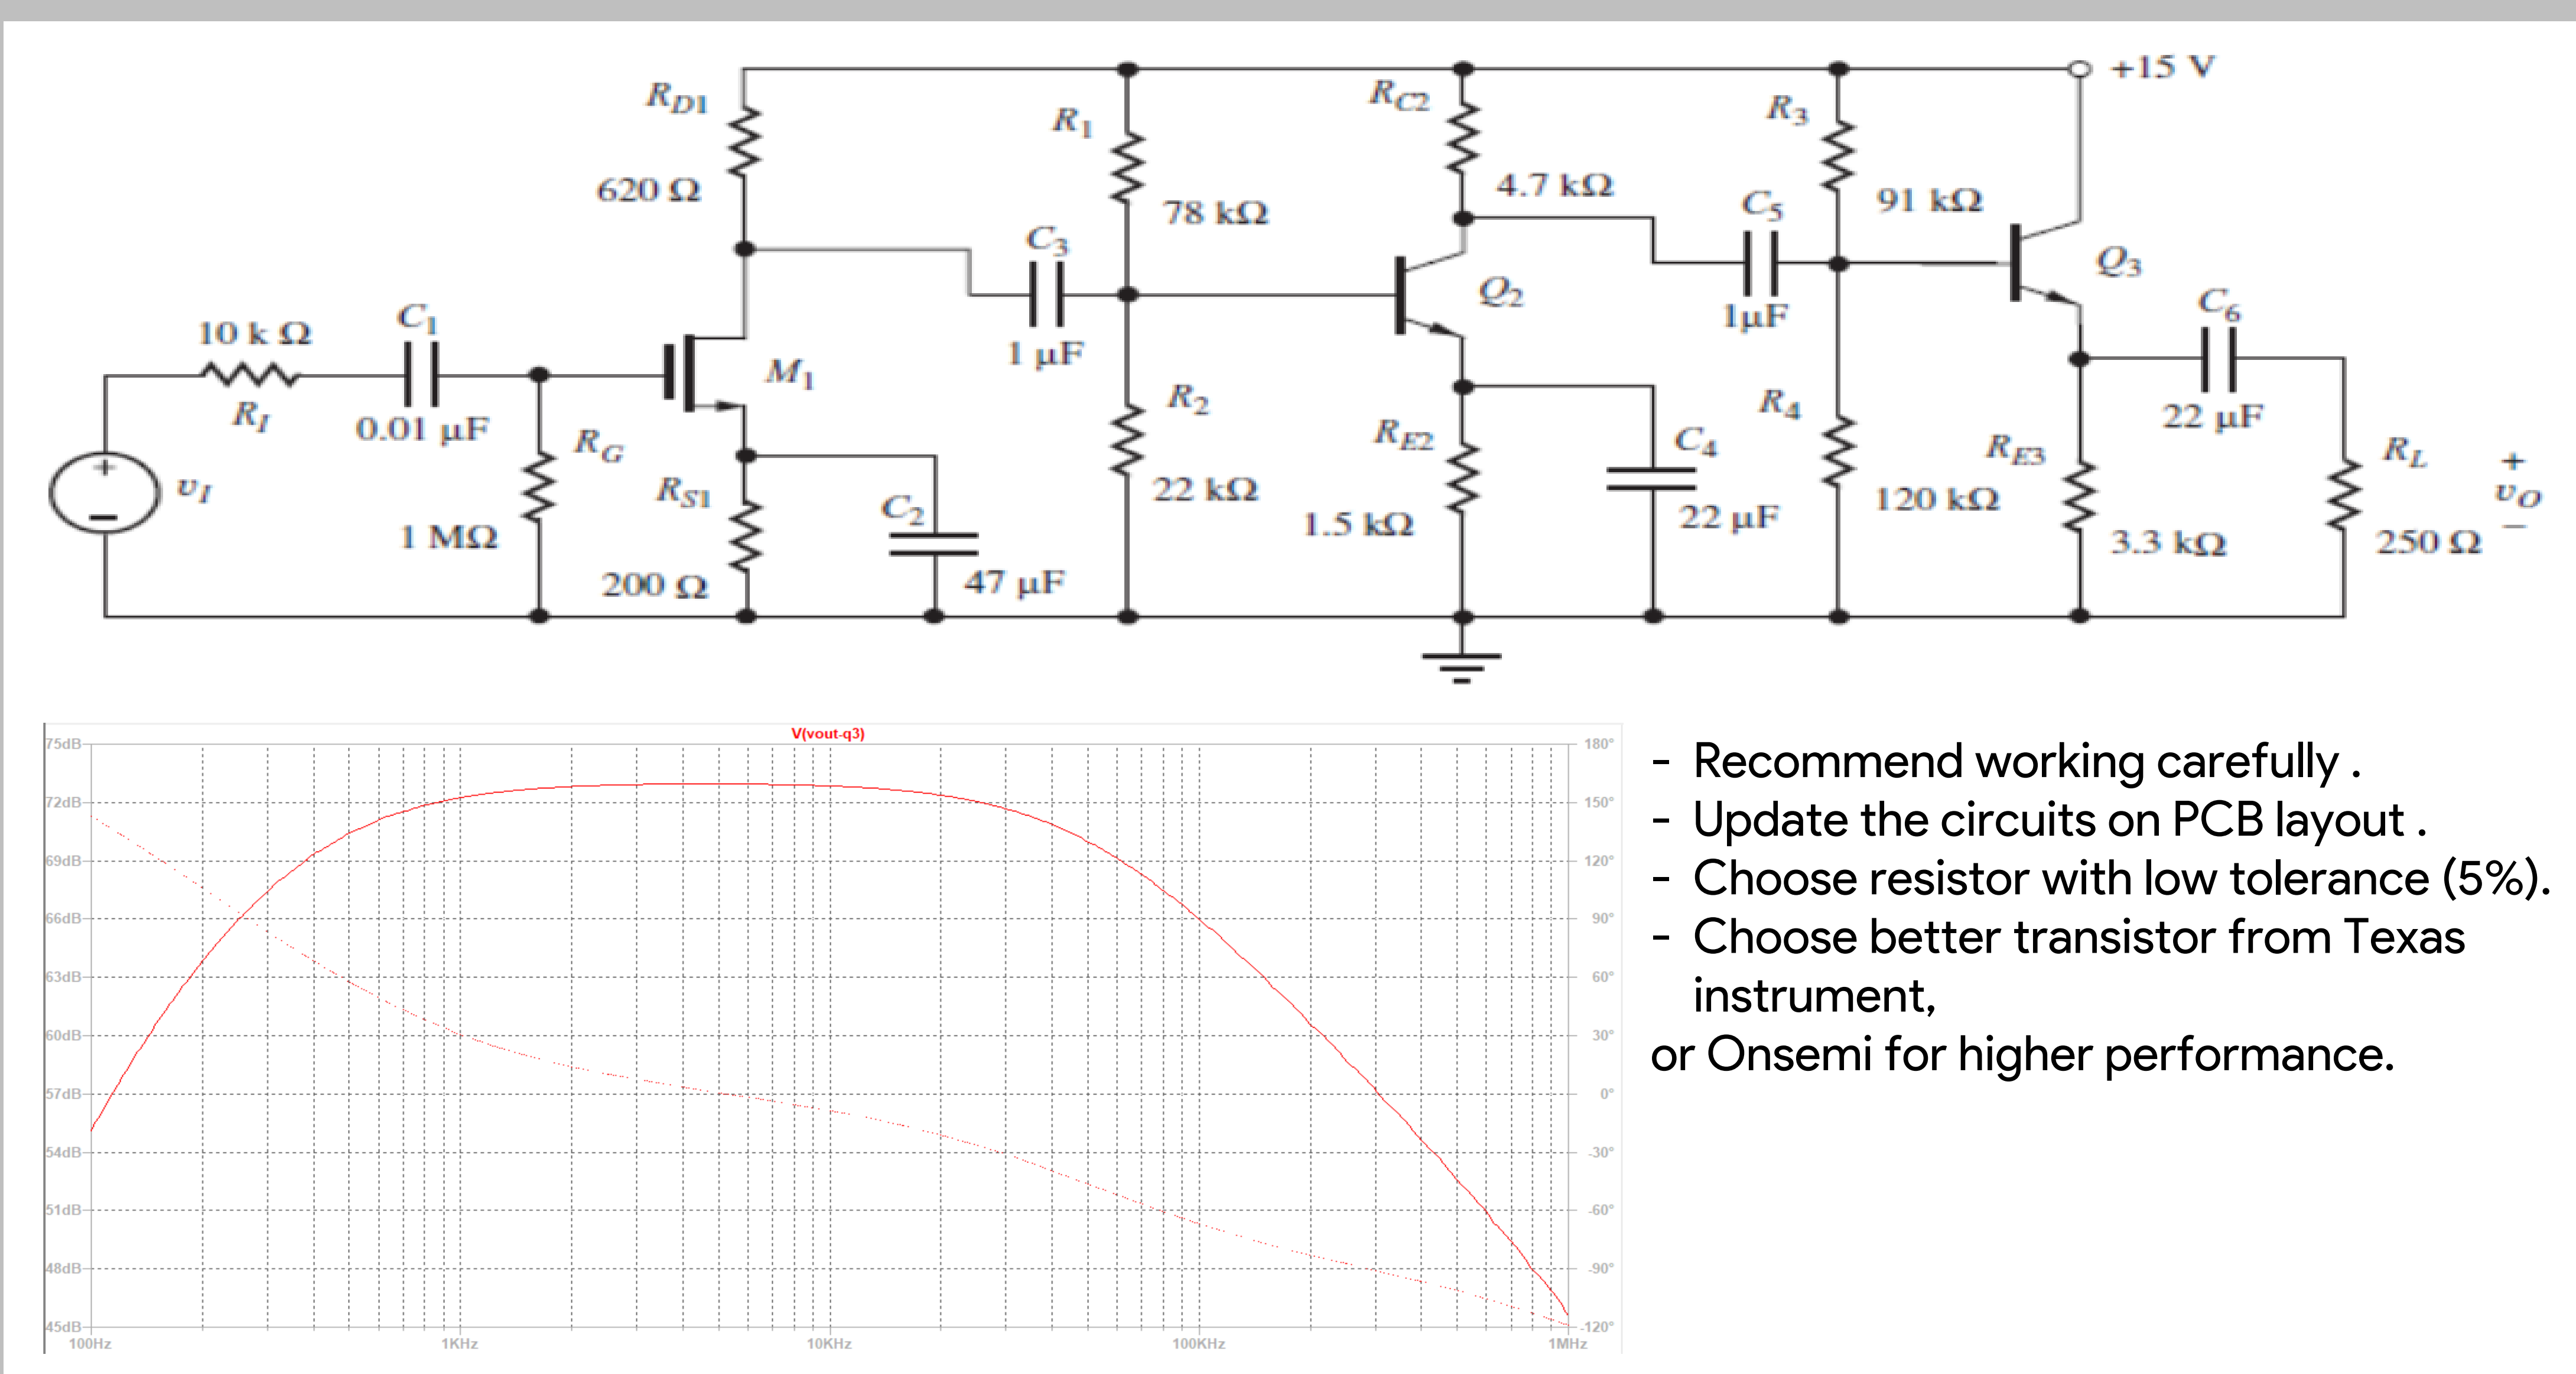 +15 V
R_D1
R_C2
R_3
R_1
620 Ω
4.7 kΩ
78 kΩ
91 kΩ
C_5
C_3
Q_3
Q_2
C_6
10 k Ω
C_1
1µF
1 µF
M_1
R_I
0.01 µF
R_2
R_4
22 µF
R_G
R_E2
C_4
R_E3
R_L
+
v_O
−
+
v_I
−
R_S1
C_2
22 kΩ
120 kΩ
1.5 kΩ
22 µF
1 MΩ
3.3 kΩ
250 Ω
200 Ω
47 µF
V(vout-q3)
75dB
72dB
69dB
66dB
63dB
60dB
57dB
54dB
51dB
48dB
45dB
180°
150°
120°
90°
60°
30°
0°
-30°
-60°
-90°
-120°
100Hz 1KHz 10KHz 100KHz 1MHz
- Recommend working carefully .
- Update the circuits on PCB layout .
- Choose resistor with low tolerance (5%).
- Choose better transistor from Texas
instrument,
or Onsemi for higher performance.